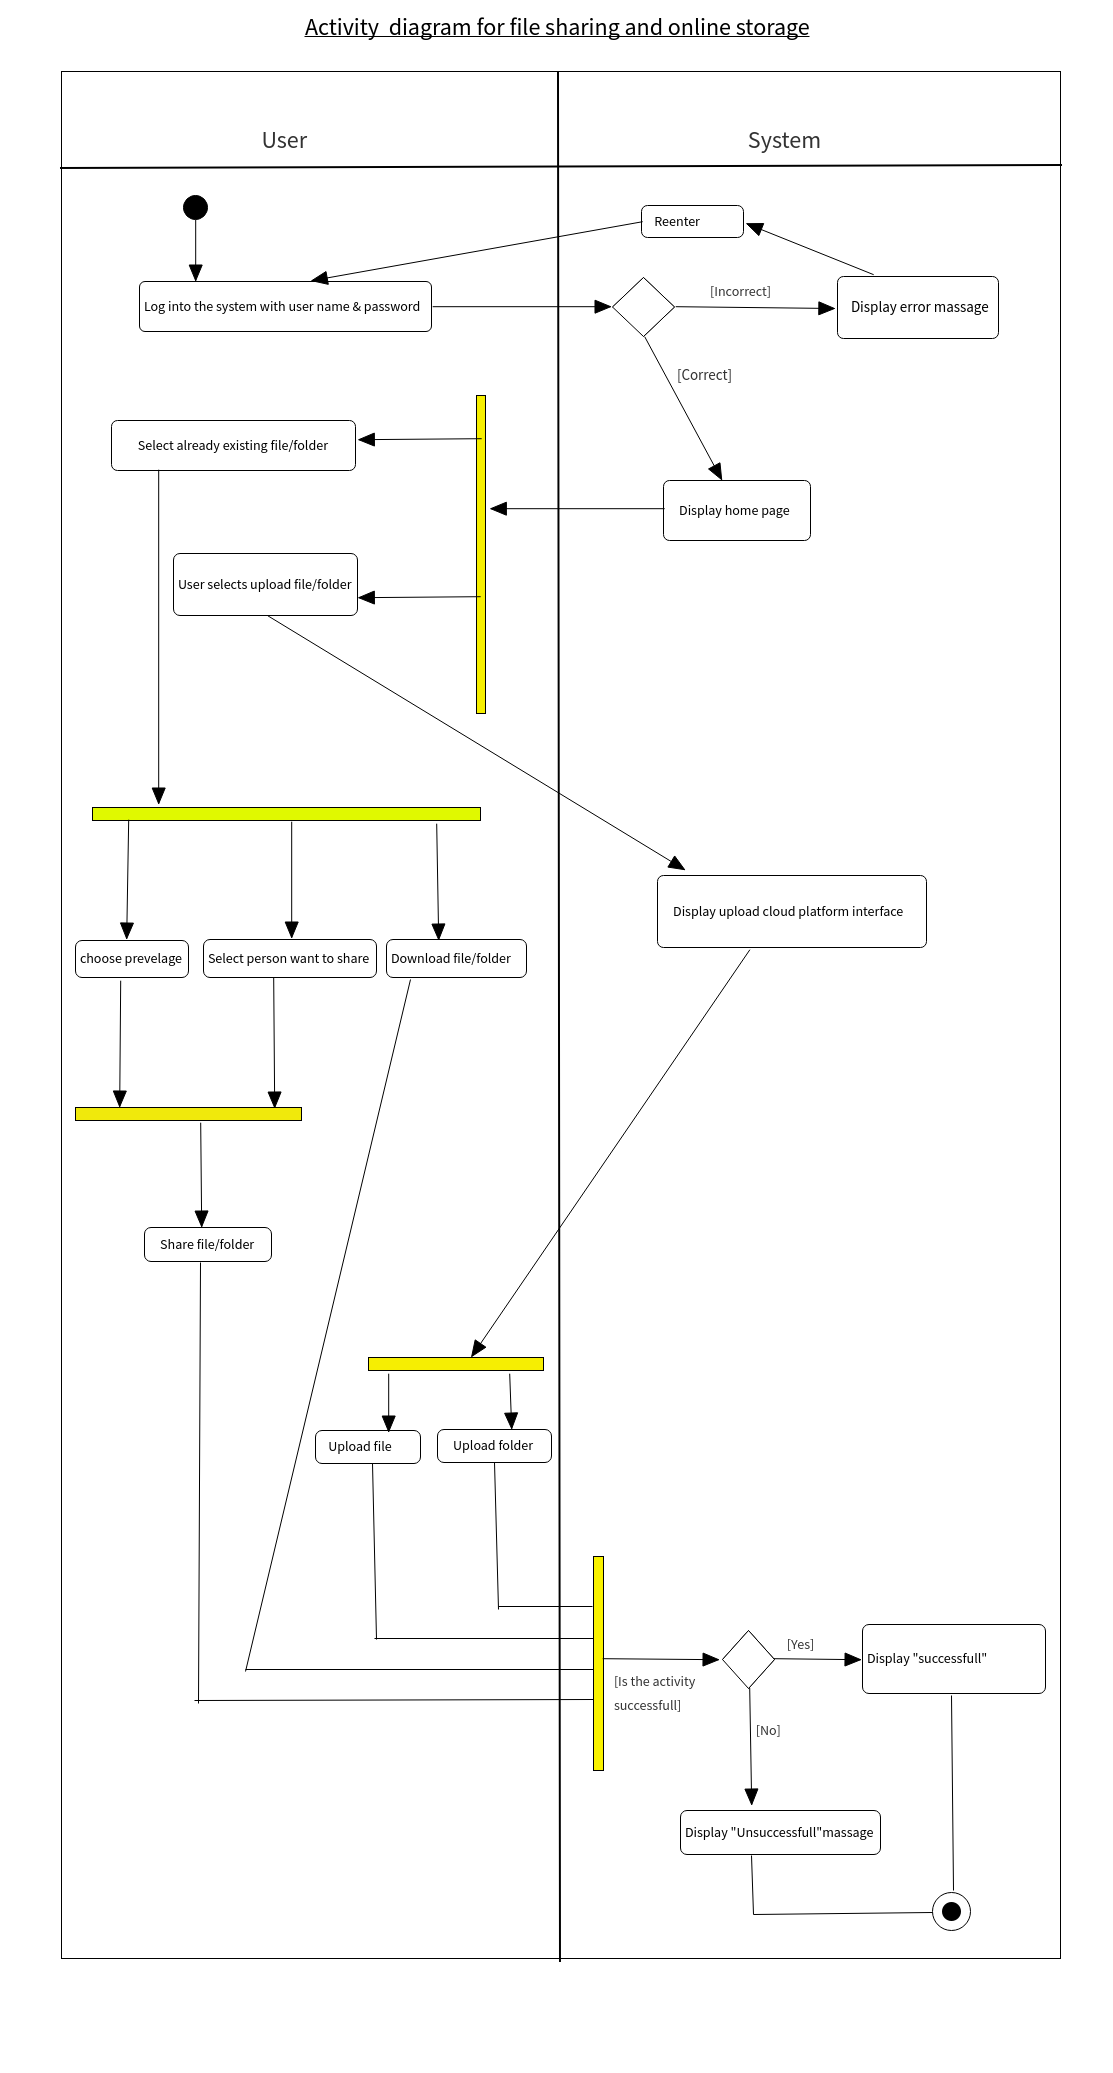 Activity  diagram for file sharing and online storage
User
System
Reenter
Log into the system with user name & password
[Incorrect]
Display error massage
[Correct]
Select already existing file/folder
Display home page
User selects upload file/folder
Display upload cloud platform interface
choose prevelage
Select person want to share
Download file/folder
Share file/folder
Upload file
Upload folder
[Yes]
Display "successfull"
[Is the activity
successfull]
[No]
Display "Unsuccessfull"massage